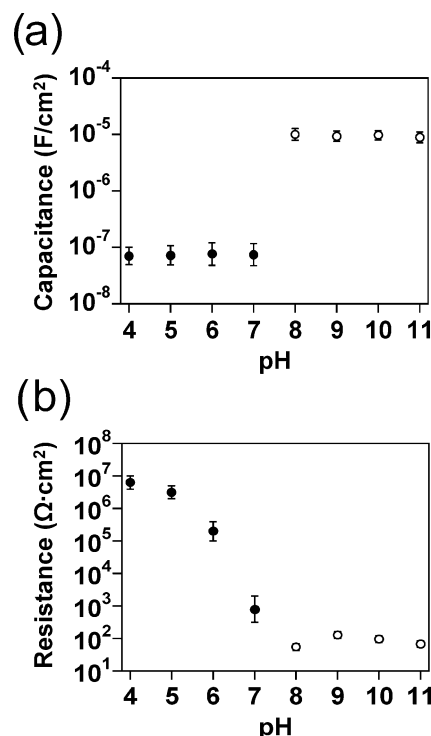 (a)
Capacitance (F/cm²)
10⁻⁴
10⁻⁵
10⁻⁶
10⁻⁷
10⁻⁸
4 5 6 7 8 9 10 11
pH
(b)
Resistance (Ω·cm²)
10⁸
10⁷
10⁶
10⁵
10⁴
10³
10²
10¹
4 5 6 7 8 9 10 11
pH